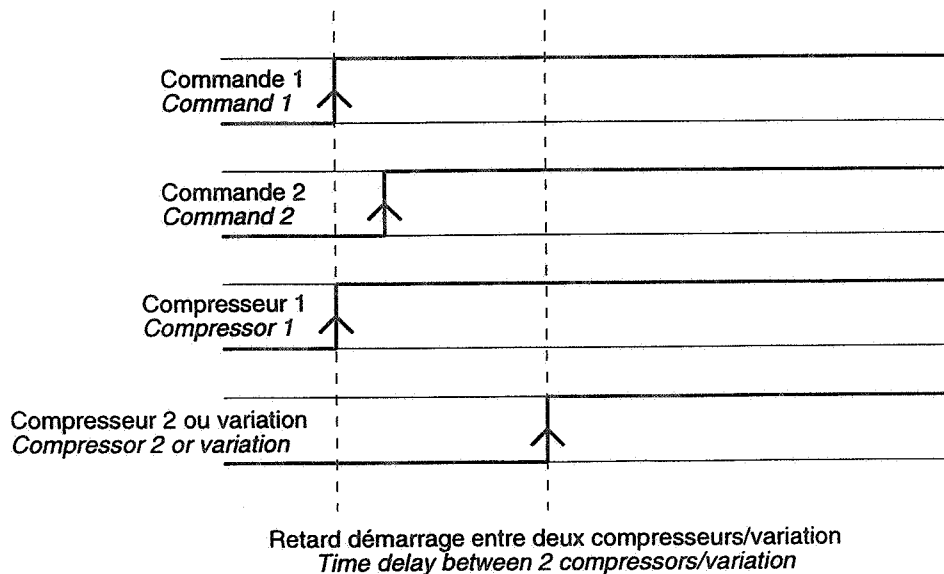 Commande 1
Command 1
Commande 2
Command 2
Compresseur 1
Compressor 1
Compresseur 2 ou variation
Compressor 2 or variation
Retard démarrage entre deux compresseurs/variation
Time delay between 2 compressors/variation